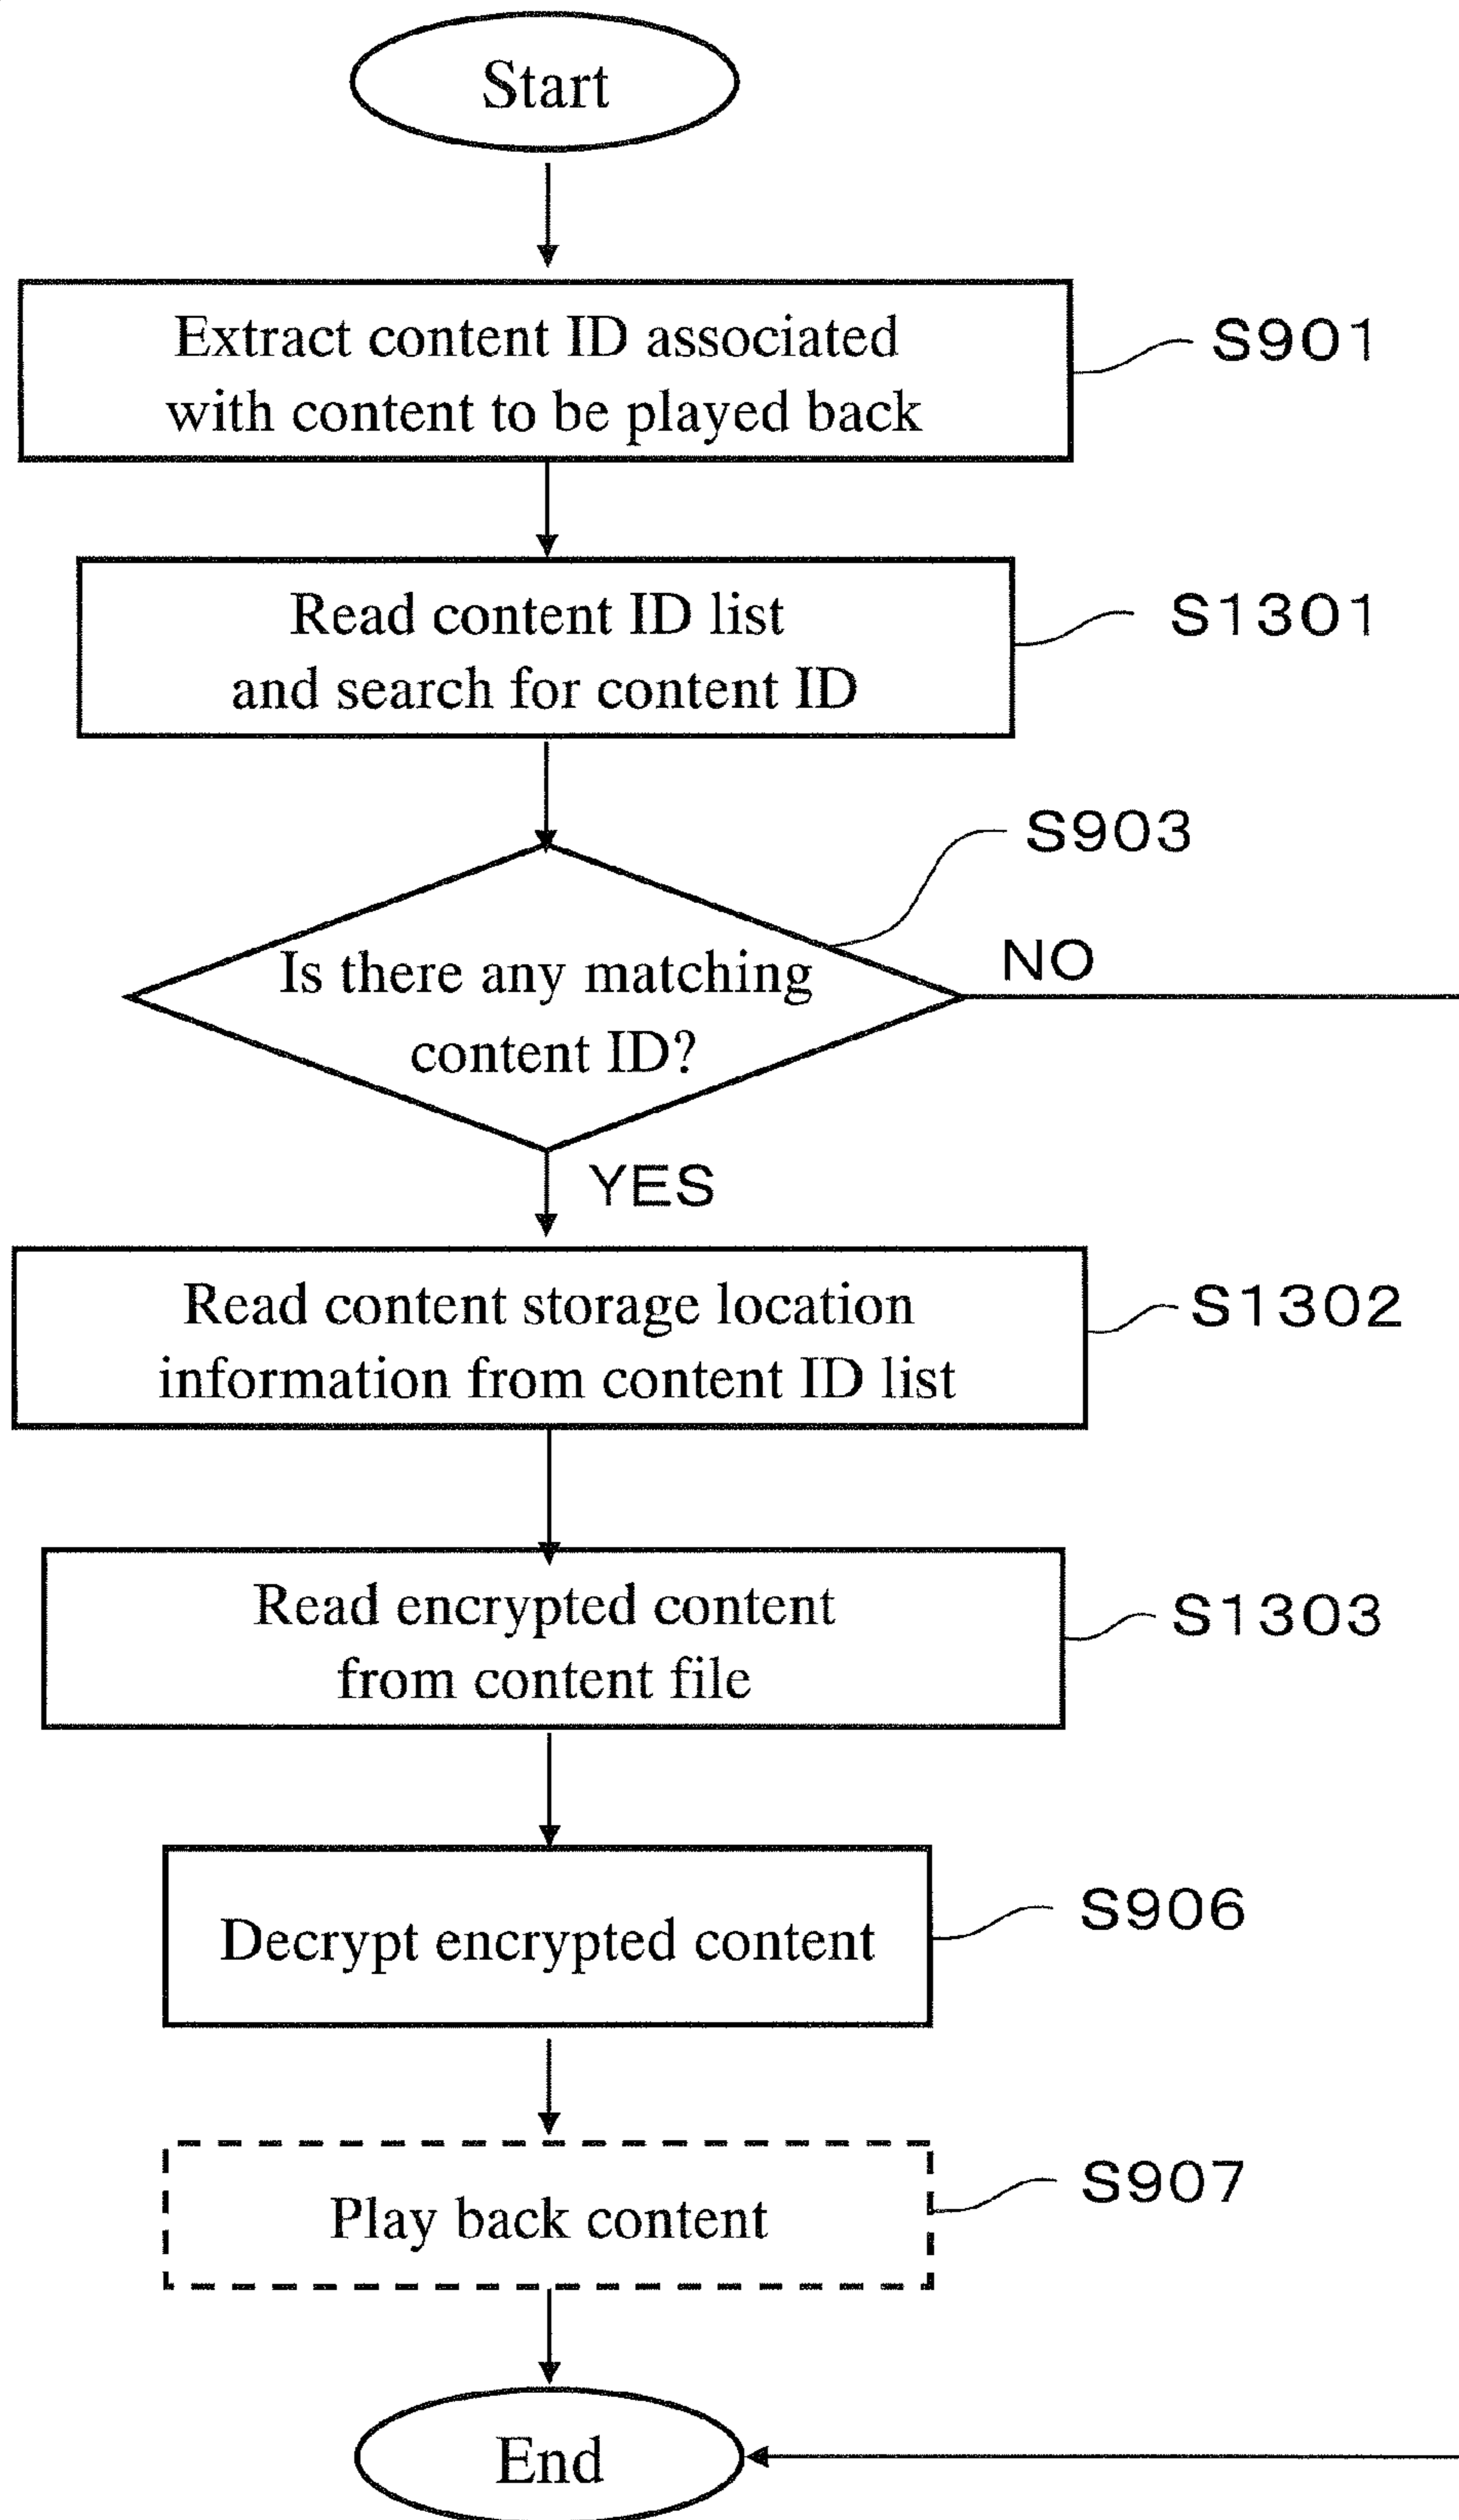 Start
Extract content ID associated
with content to be played back
S901
Read content ID list
and search for content ID
S1301
S903
Is there any matching
content ID?
NO
YES
Read content storage location
information from content ID list
S1302
Read encrypted content
from content file
S1303
Decrypt encrypted content
S906
Play back content
S907
End